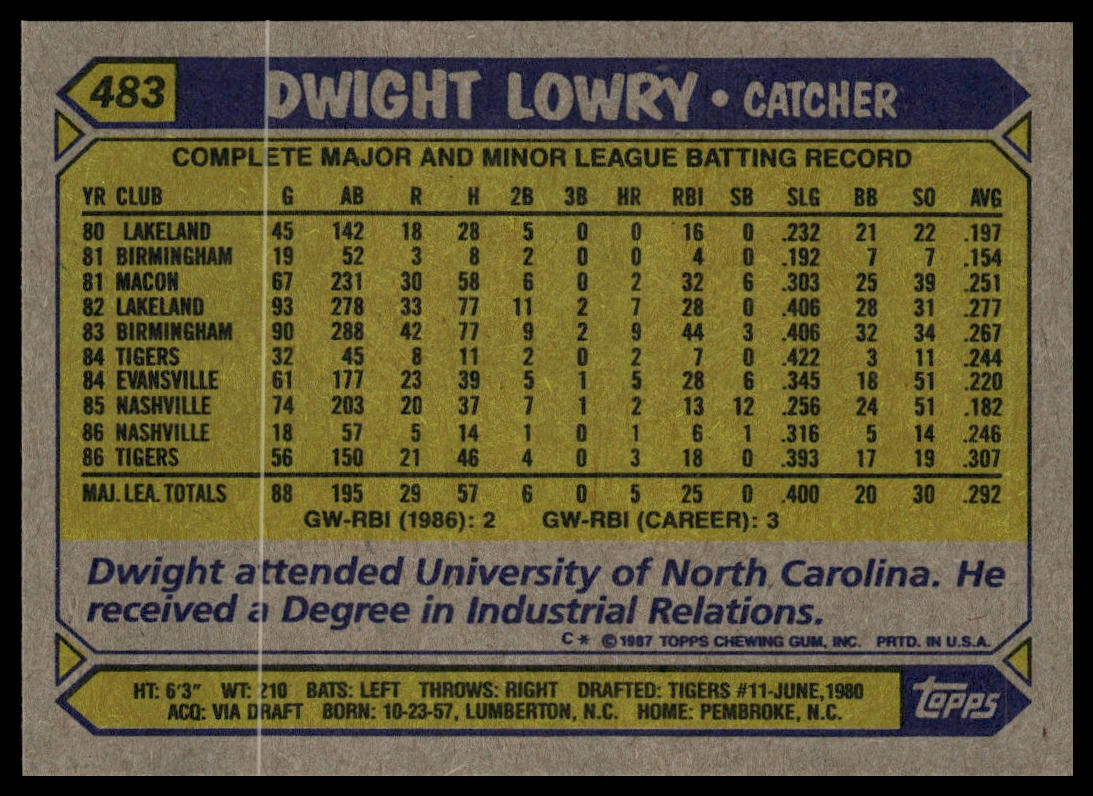 483 DWIGHT LOWRY • CATCHER
COMPLETE MAJOR AND MINOR LEAGUE BATTING RECORD
YR CLUB G AB R H 2B 3B HR RBI SB SLG BB SO AVG
80 LAKELAND 45 142 18 28 5 0 0 16 0 .232 21 22 .197
81 BIRMINGHAM 19 52 3 8 2 0 0 4 0 .192 7 7 .154
81 MACON 67 231 30 58 6 0 2 32 6 .303 25 39 .251
82 LAKELAND 93 278 33 77 11 2 7 28 0 .406 28 31 .277
83 BIRMINGHAM 90 288 42 77 9 2 9 44 3 .406 32 34 .267
84 TIGERS 32 45 8 11 2 0 2 7 0 .422 3 11 .244
84 EVANSVILLE 61 177 23 39 5 1 5 28 6 .345 18 51 .220
85 NASHVILLE 74 203 20 37 7 1 2 13 12 .256 24 51 .182
86 NASHVILLE 18 57 5 14 1 0 1 6 1 .316 5 14 .246
86 TIGERS 56 150 21 46 4 0 3 18 0 .393 17 19 .307
MAJ. LEA. TOTALS 88 195 29 57 6 0 5 25 0 .400 20 30 .292
GW-RBI (1986): 2 GW-RBI (CAREER): 3
Dwight attended University of North Carolina. He
received a Degree in Industrial Relations.
C* © 1987 TOPPS CHEWING GUM, INC. PRTD. IN U.S.A.
HT: 6'3" WT: 210 BATS: LEFT THROWS: RIGHT DRAFTED: TIGERS #11-JUNE, 1980
ACQ: VIA DRAFT BORN: 10-23-57, LUMBERTON, N.C. HOME: PEMBROKE, N.C.
Topps